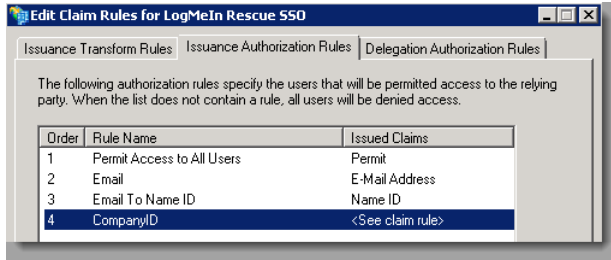 Edit Claim Rules for LogMeIn Rescue SSO
Issuance Transform Rules Issuance Authorization Rules Delegation Authorization Rules
The following authorization rules specify the users that will be permitted access to the relying
party. When the list does not contain a rule, all users will be denied access.
Order Rule Name Issued Claims
1 Permit Access to All Users Permit
2 Email E-Mail Address
3 Email To Name ID Name ID
4 CompanyID <See claim rule>